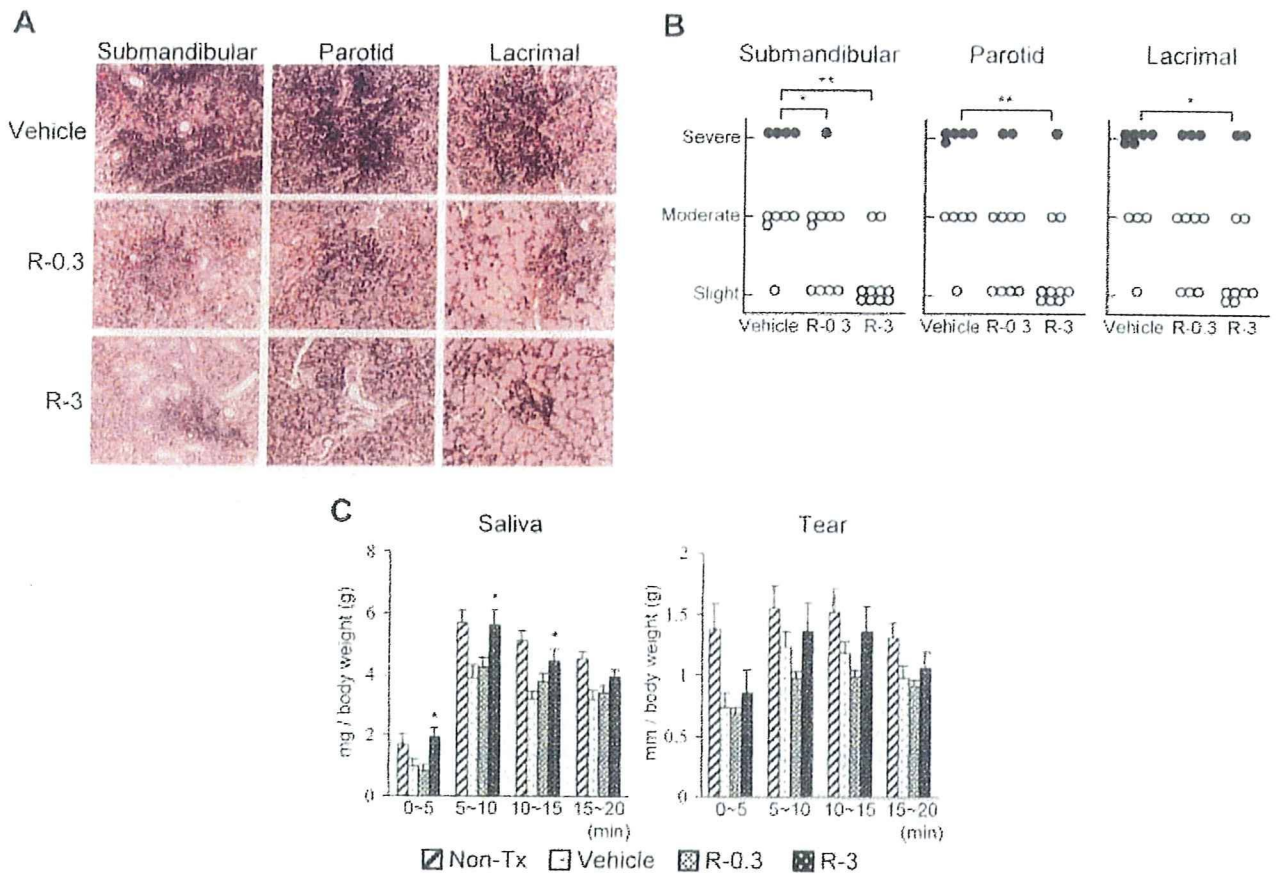 A
Submandibular Parotid Lacrimal
Vehicle
R-0.3
R-3
B
Submandibular Parotid Lacrimal
** * ** *
Severe
Moderate
Slight
Vehicle R-0.3 R-3 Vehicle R-0.3 R-3 Vehicle R-0.3 R-3
C
Saliva
mg / body weight (g)
8
6
4
2
0
* * *
0~5 5~10 10~15 15~20
(min)
Tear
mm / body weight (g)
2
1.5
1
0.5
0
0~5 5~10 10~15 15~20
(min)
Non-Tx Vehicle R-0.3 R-3